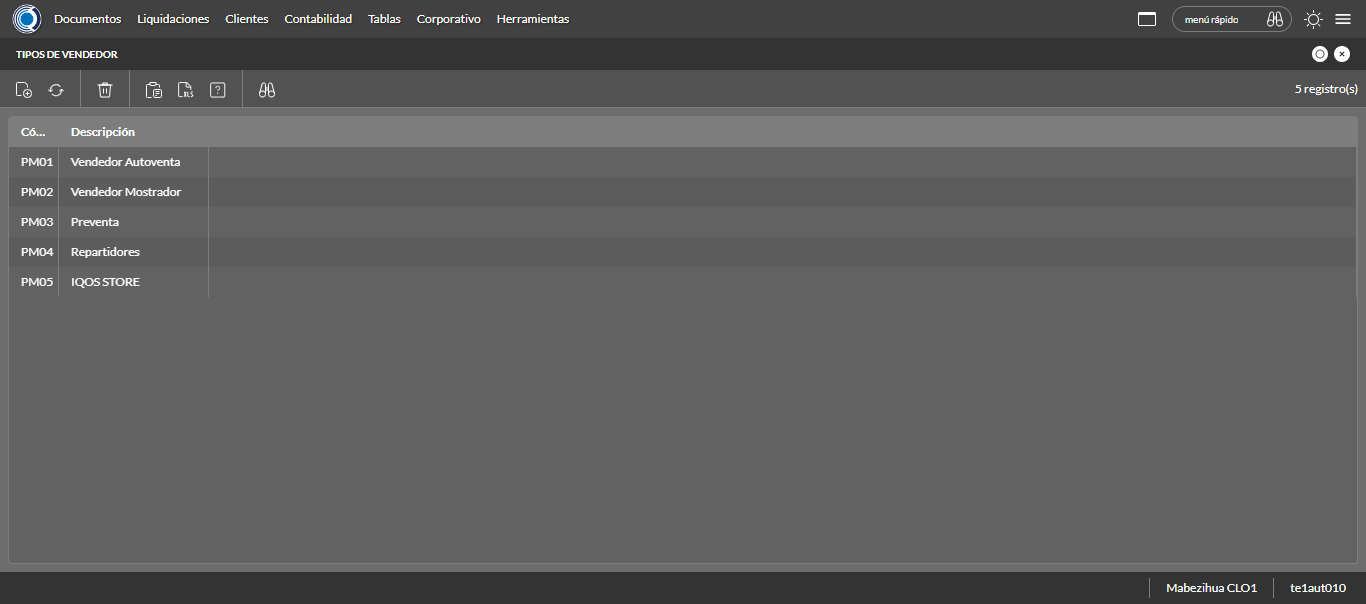 Documentos Liquidaciones Clientes Contabilidad Tablas Corporativo Herramientas menú rápido
TIPOS DE VENDEDOR
XLS ? 5 registro(s)
Có... Descripción
PM01 Vendedor Autoventa
PM02 Vendedor Mostrador
PM03 Preventa
PM04 Repartidores
PM05 IQOS STORE
Mabezihua CLO1 te1aut010